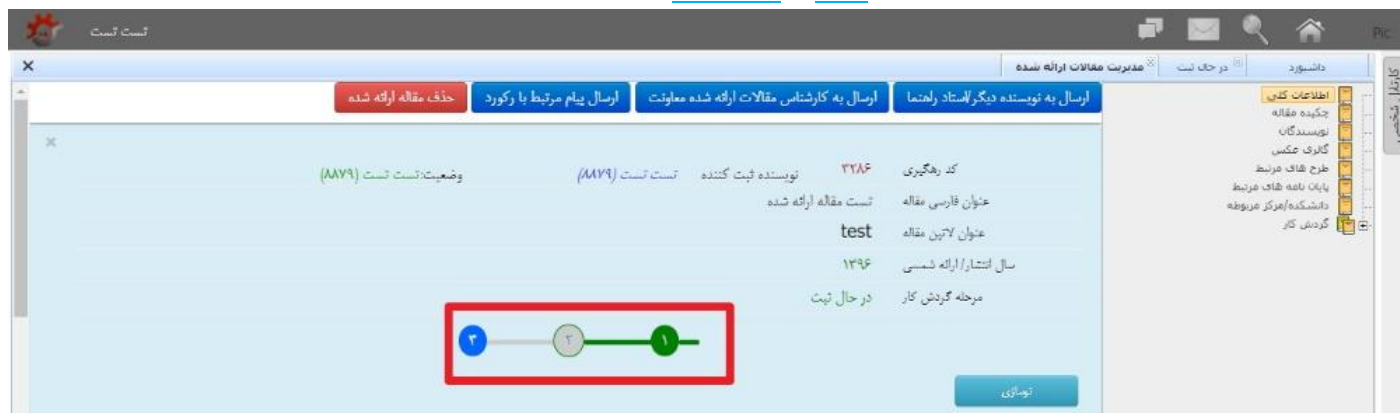 تست تست
Pic
داشبورد
در حال ثبت
مدیریت مقالات ارائه شده
کارتابل شخصی
ارسال به نویسنده دیگر/استاد راهنما
ارسال به کارشناس مقالات ارائه شده معاونت
ارسال پیام مرتبط با رکورد
حذف مقاله ارائه شده
اطلاعات کلی
چکیده مقاله
نویسندگان
گالری عکس
طرح های مرتبط
پایان نامه های مرتبط
دانشکده/مرکز مربوطه
گردش کار
کد رهگیری ۳۲۸۶ نویسنده ثبت کننده تست تست (۸۸۷۹) وضعیت:تست تست (۸۸۷۹)
عنوان فارسی مقاله تست مقاله ارائه شده
عنوان لاتین مقاله test
سال انتشار/ارائه شمسی ۱۳۹۶
مرحله گردش کار در حال ثبت
۱ ۲ ۳
توماژی